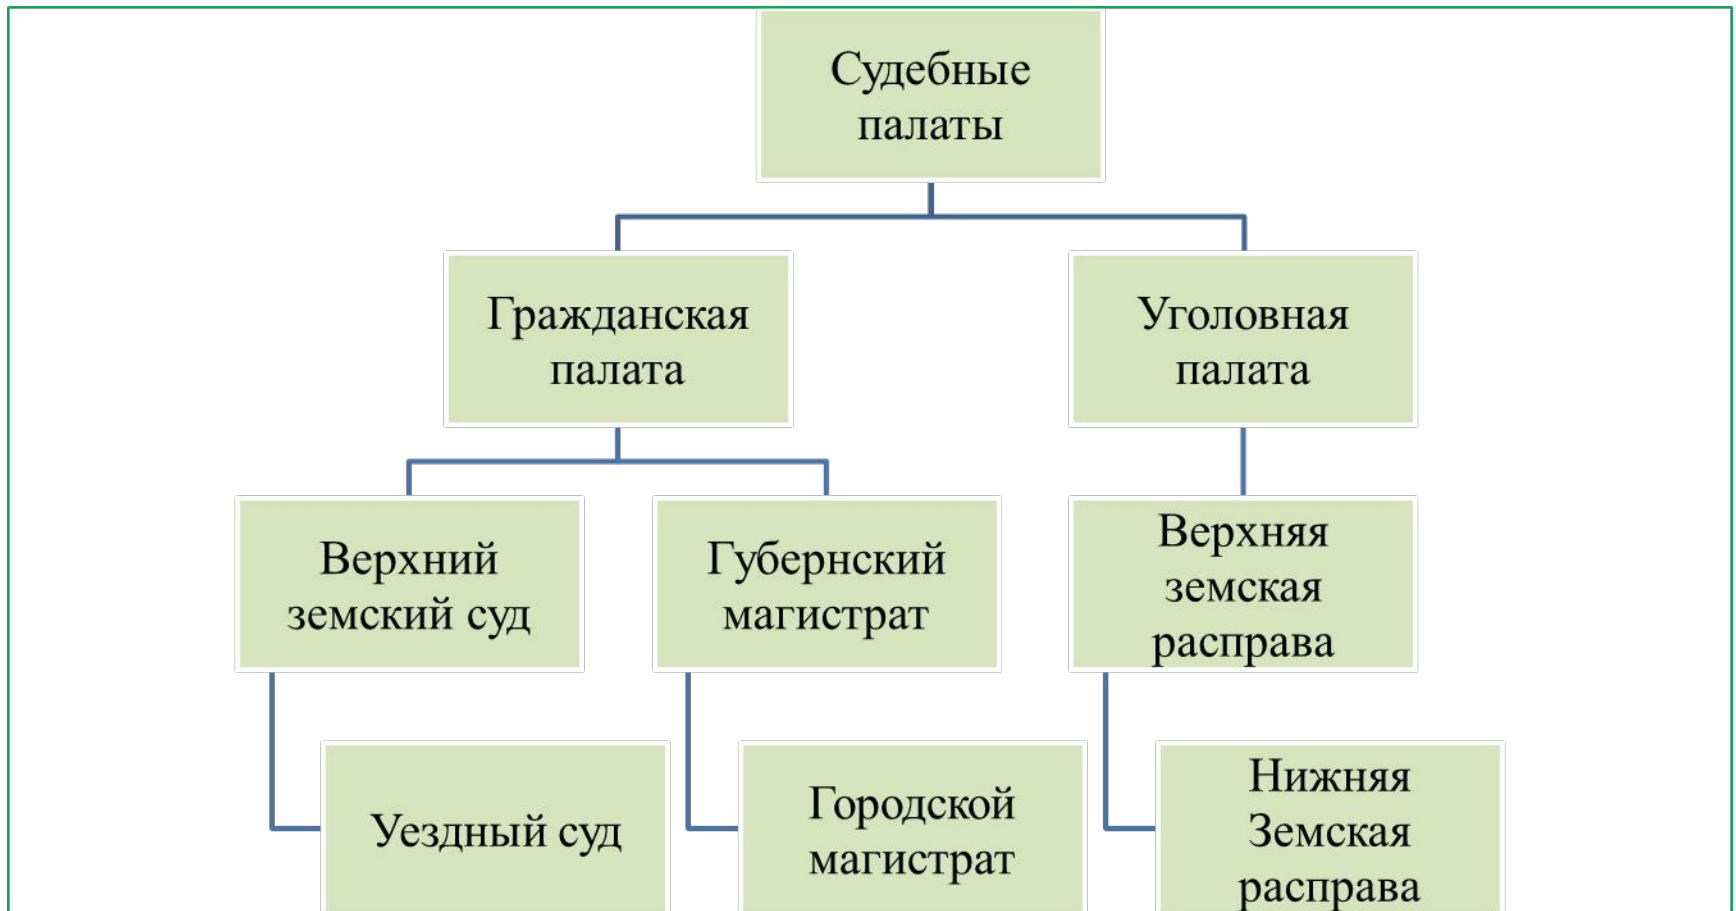 Судебные
палаты
Гражданская
палата
Уголовная
палата
Верхний
земский суд
Губернский
магистрат
Верхняя
земская
расправа
Уездный суд
Городской
магистрат
Нижняя
Земская
расправа